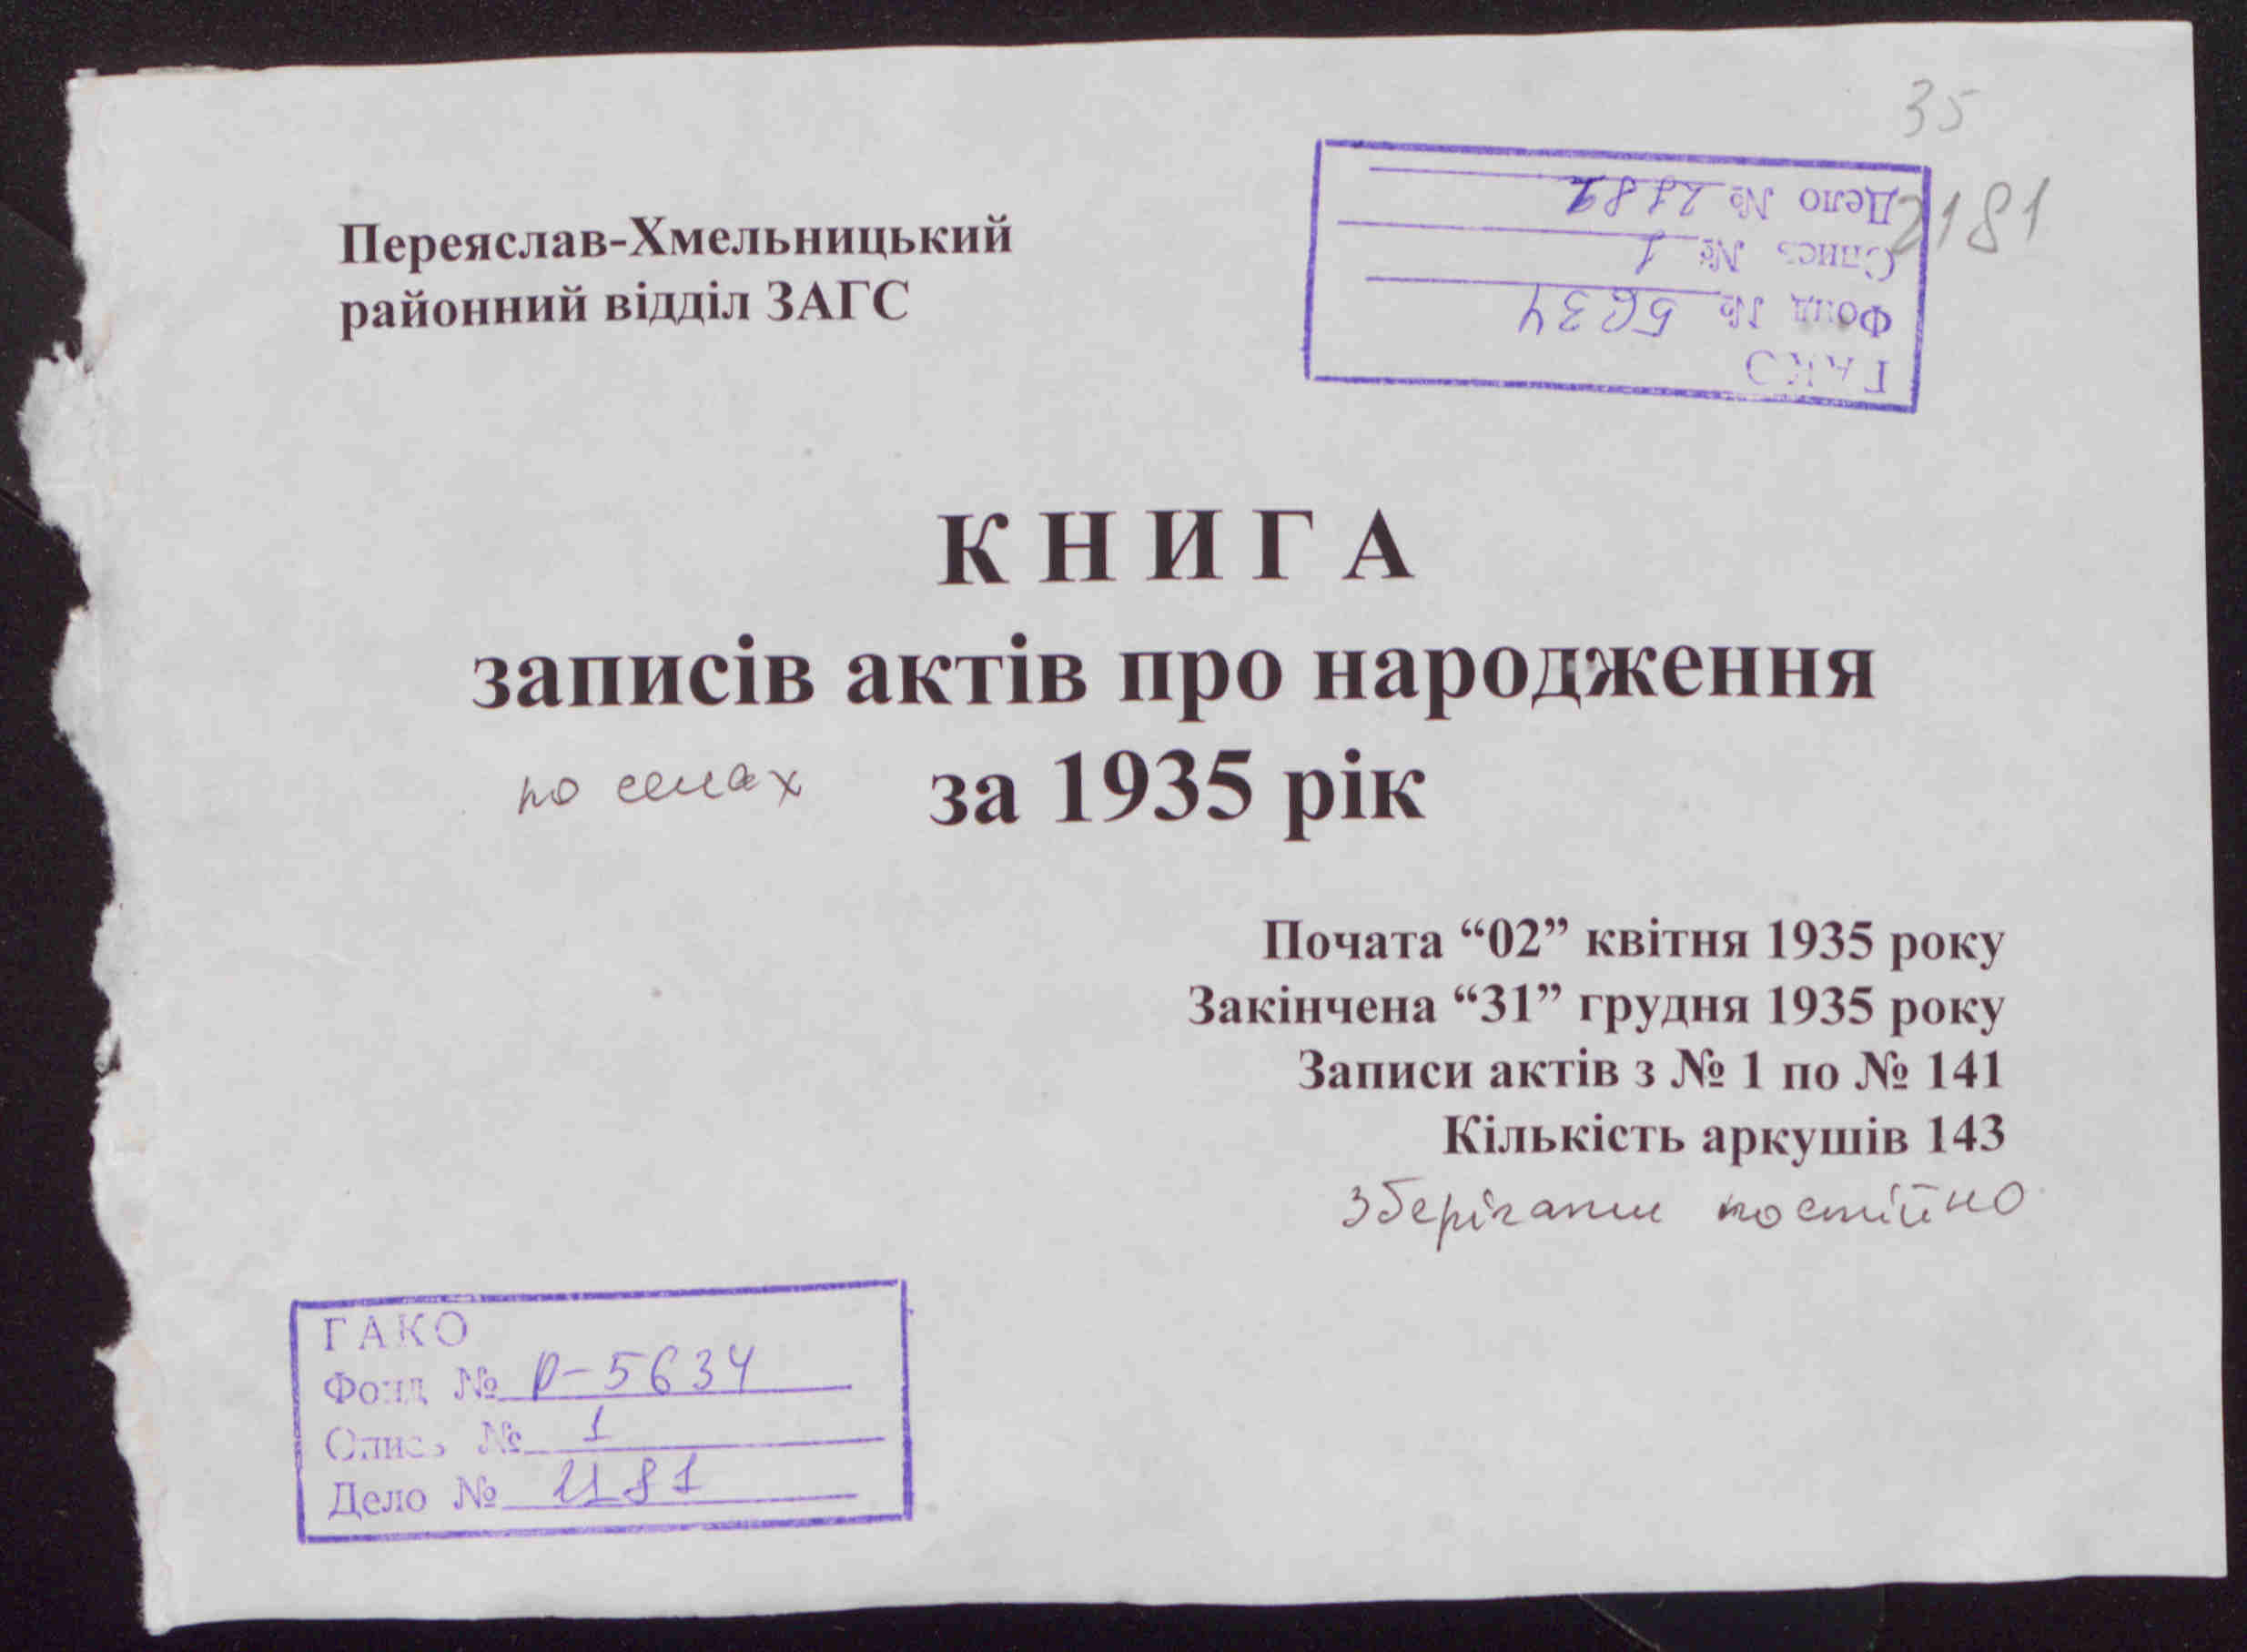 35
2181
Переяслав-Хмельницький
районний відділ ЗАГС
ГАКО
Фонд № 5634
Опись № 1
Дело № 2181
КНИГА
записів актів про народження
по селах
за 1935 рік
Почата “02” квітня 1935 року
Закінчена “31” грудня 1935 року
Записи актів з № 1 по № 141
Кількість аркушів 143
Зберігати постійно
ГАКО
Фонд № Р-5634
Опись № 1
Дело № 2181